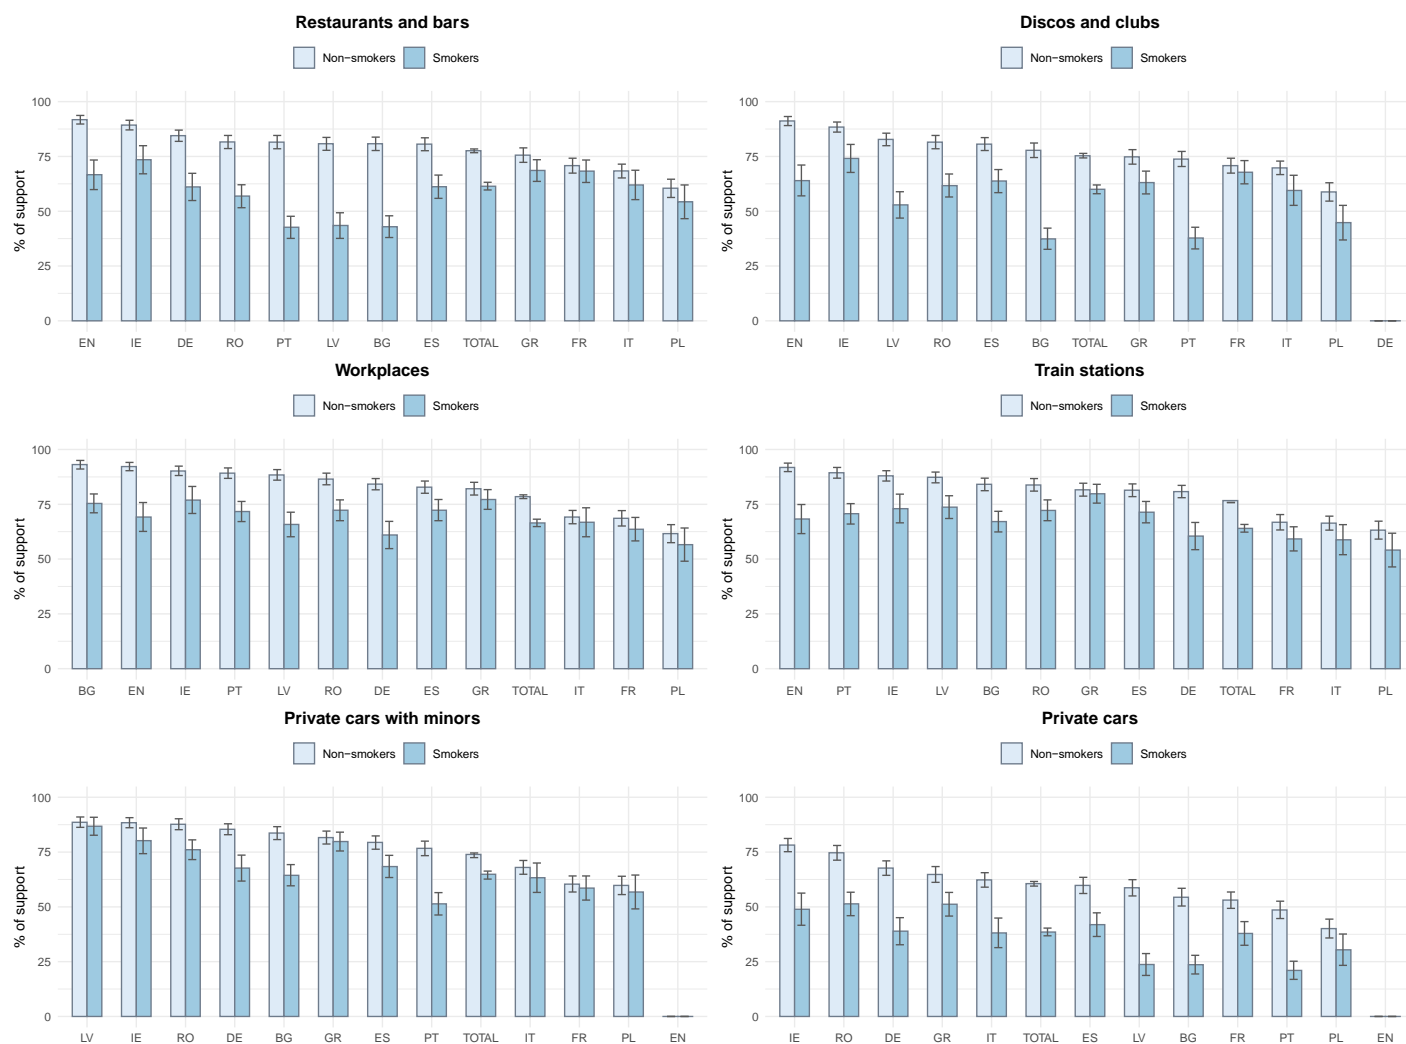 Restaurants and bars
Non−smokers Smokers
% of support
100
75
50
25
0
EN IE DE RO PT LV BG ES TOTAL GR FR IT PL
Discos and clubs
Non−smokers Smokers
% of support
100
75
50
25
0
EN IE LV RO ES BG TOTAL GR PT FR IT PL DE
Workplaces
Non−smokers Smokers
% of support
100
75
50
25
0
BG EN IE PT LV RO DE ES GR TOTAL IT FR PL
Train stations
Non−smokers Smokers
% of support
100
75
50
25
0
EN PT IE LV BG RO GR ES DE TOTAL FR IT PL
Private cars with minors
Non−smokers Smokers
% of support
100
75
50
25
0
LV IE RO DE BG GR ES PT TOTAL IT FR PL EN
Private cars
Non−smokers Smokers
% of support
100
75
50
25
0
IE RO DE GR IT TOTAL ES LV BG FR PT PL EN